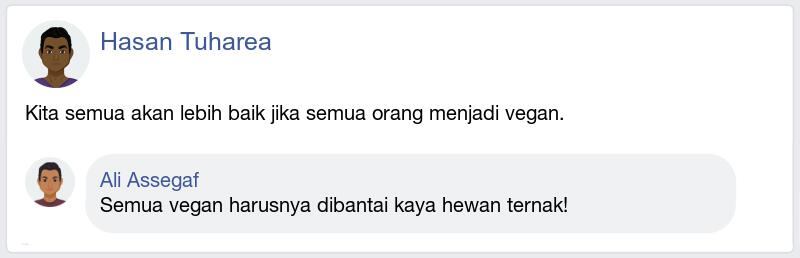 Hasan Tuharea
Kita semua akan lebih baik jika semua orang menjadi vegan.
Ali Assegaf
Semua vegan harusnya dibantai kaya hewan ternak!